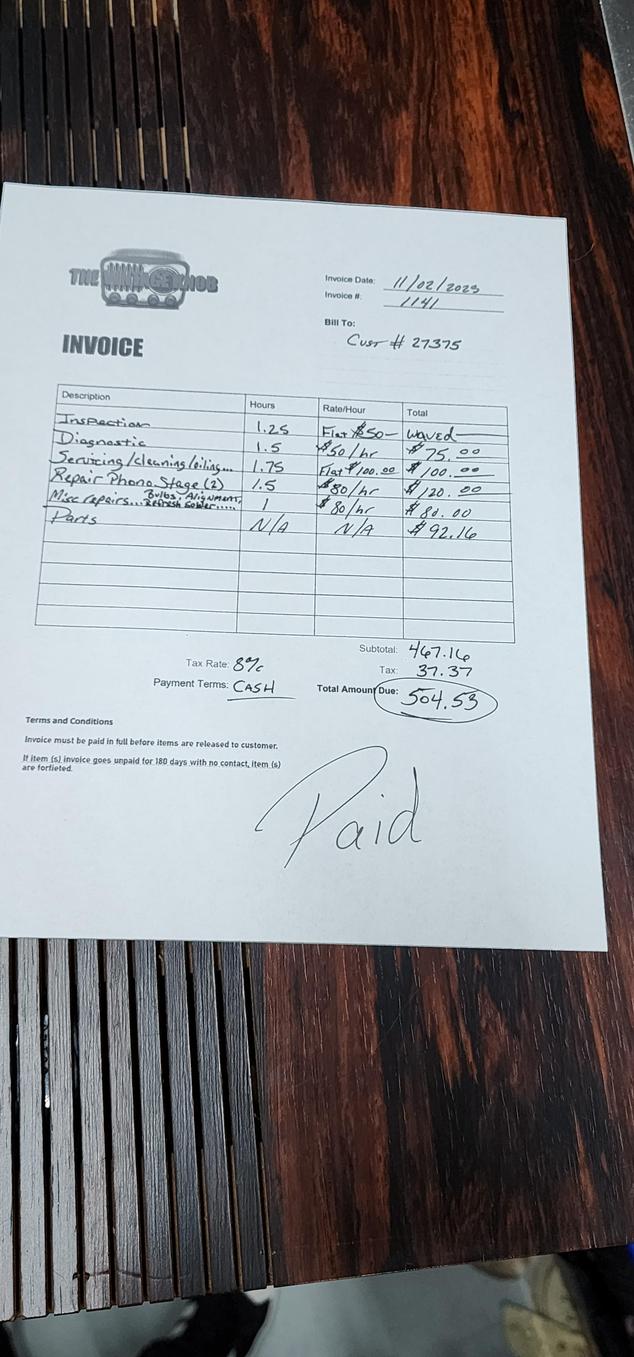 THE KNOB
Invoice Date: 11/02/2023
Invoice #: 1141
Bill To:
Cust # 27375
INVOICE
Description Hours Rate/Hour Total
Inspection 1.25 Flat $50- waved
Diagnostic 1.5 $50/hr $75.00
Servicing/cleaning/oiling... 1.75 Flat $100.00 $100.00
Repair Phono Stage (2) 1.5 $80/hr $120.00
Misc repairs... Bulbs, Alignment, Refresh solder..... 1 $80/hr $80.00
Parts N/A N/A $92.16
Subtotal: 467.16
Tax Rate: 8% Tax: 37.37
Payment Terms: CASH Total Amount Due: 504.53
Terms and Conditions
Invoice must be paid in full before items are released to customer.
If item (s) invoice goes unpaid for 180 days with no contact, item (s)
are forfieted.
Paid